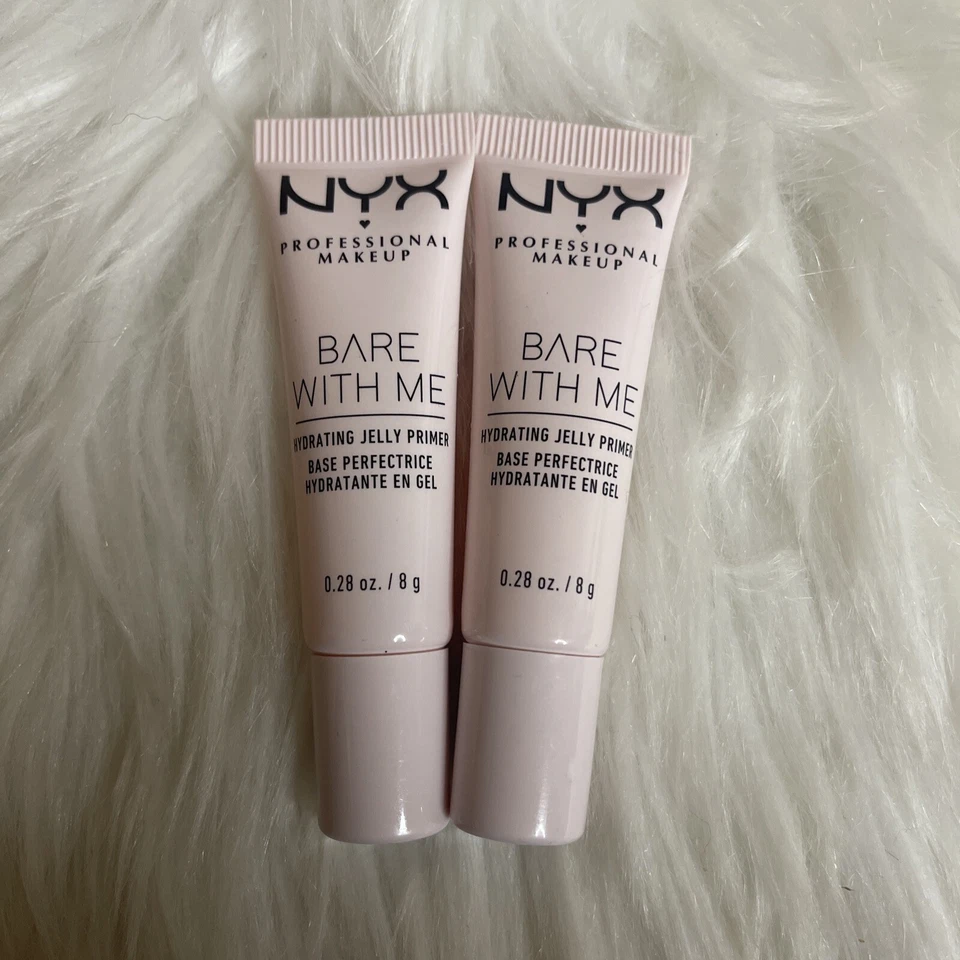 NYX
PROFESSIONAL
MAKEUP
BARE
WITH ME
HYDRATING JELLY PRIMER
BASE PERFECTRICE
HYDRATANTE EN GEL
0.28 oz. / 8 g
NYX
PROFESSIONAL
MAKEUP
BARE
WITH ME
HYDRATING JELLY PRIMER
BASE PERFECTRICE
HYDRATANTE EN GEL
0.28 oz. / 8 g